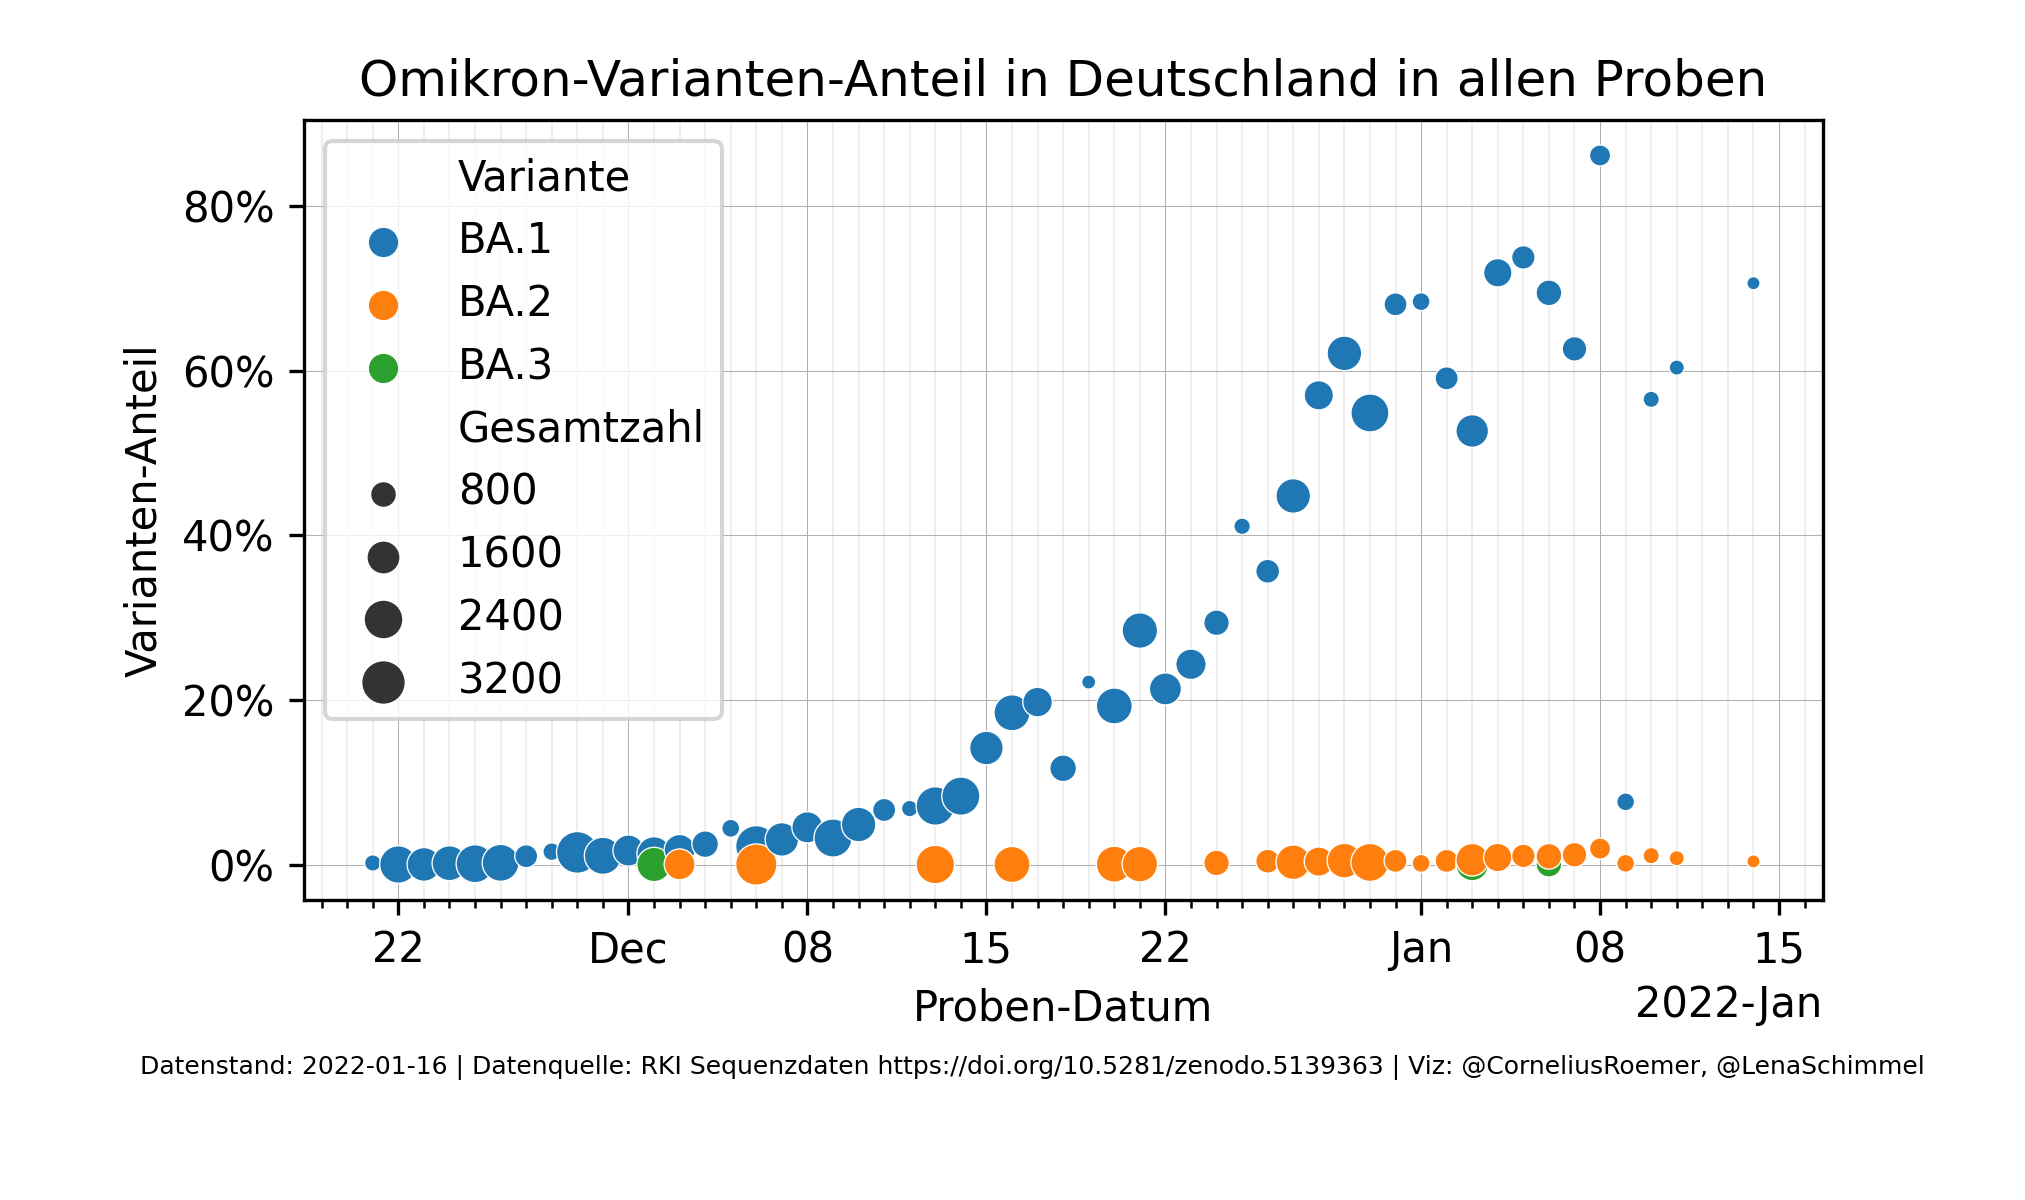 Omikron-Varianten-Anteil in Deutschland in allen Proben
Varianten-Anteil
80%
60%
40%
20%
0%
Variante
BA.1
BA.2
BA.3
Gesamtzahl
800
1600
2400
3200
22 Dec 08 15 22 Jan 08 15
Proben-Datum
2022-Jan
Datenstand: 2022-01-16 | Datenquelle: RKI Sequenzdaten https://doi.org/10.5281/zenodo.5139363 | Viz: @CorneliusRoemer, @LenaSchimmel